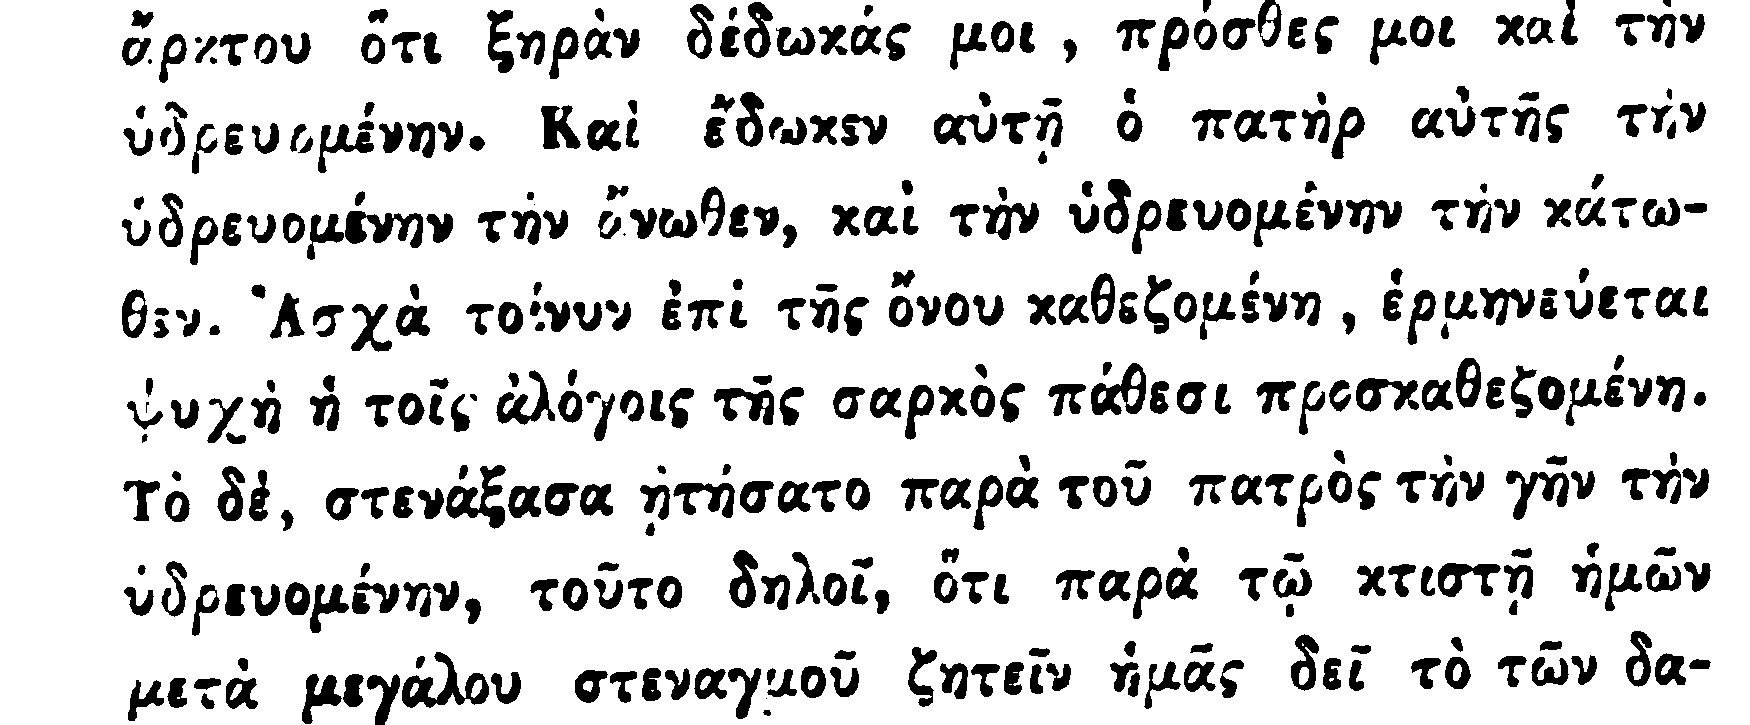 ἄρκτου ὅτι ξηρὰν δέδωκάς μοι, πρόσθες μοι καὶ τὴν
ὑδρευομένην. Καὶ ἔδωκεν αὐτῇ ὁ πατὴρ αὐτῆς τὴν
ὑδρευομένην τὴν ἄνωθεν, καὶ τὴν ὑδρευομένην τὴν κάτω-
θεν. Ἀσχὰ τοίνυν ἐπὶ τῆς ὄνου καθεζομένη, ἑρμηνεύεται
ψυχὴ ἡ τοῖς ἀλόγοις τῆς σαρκὸς πάθεσι προσκαθεζομένη.
Τὸ δὲ, στενάξασα ᾐτήσατο παρὰ τοῦ πατρὸς τὴν γῆν τὴν
ὑδρευομένην, τοῦτο δηλοῖ, ὅτι παρὰ τῷ κτιστῇ ἡμῶν
μετὰ μεγάλου στεναγμοῦ ζητεῖν ἡμᾶς δεῖ τὸ τῶν δα-